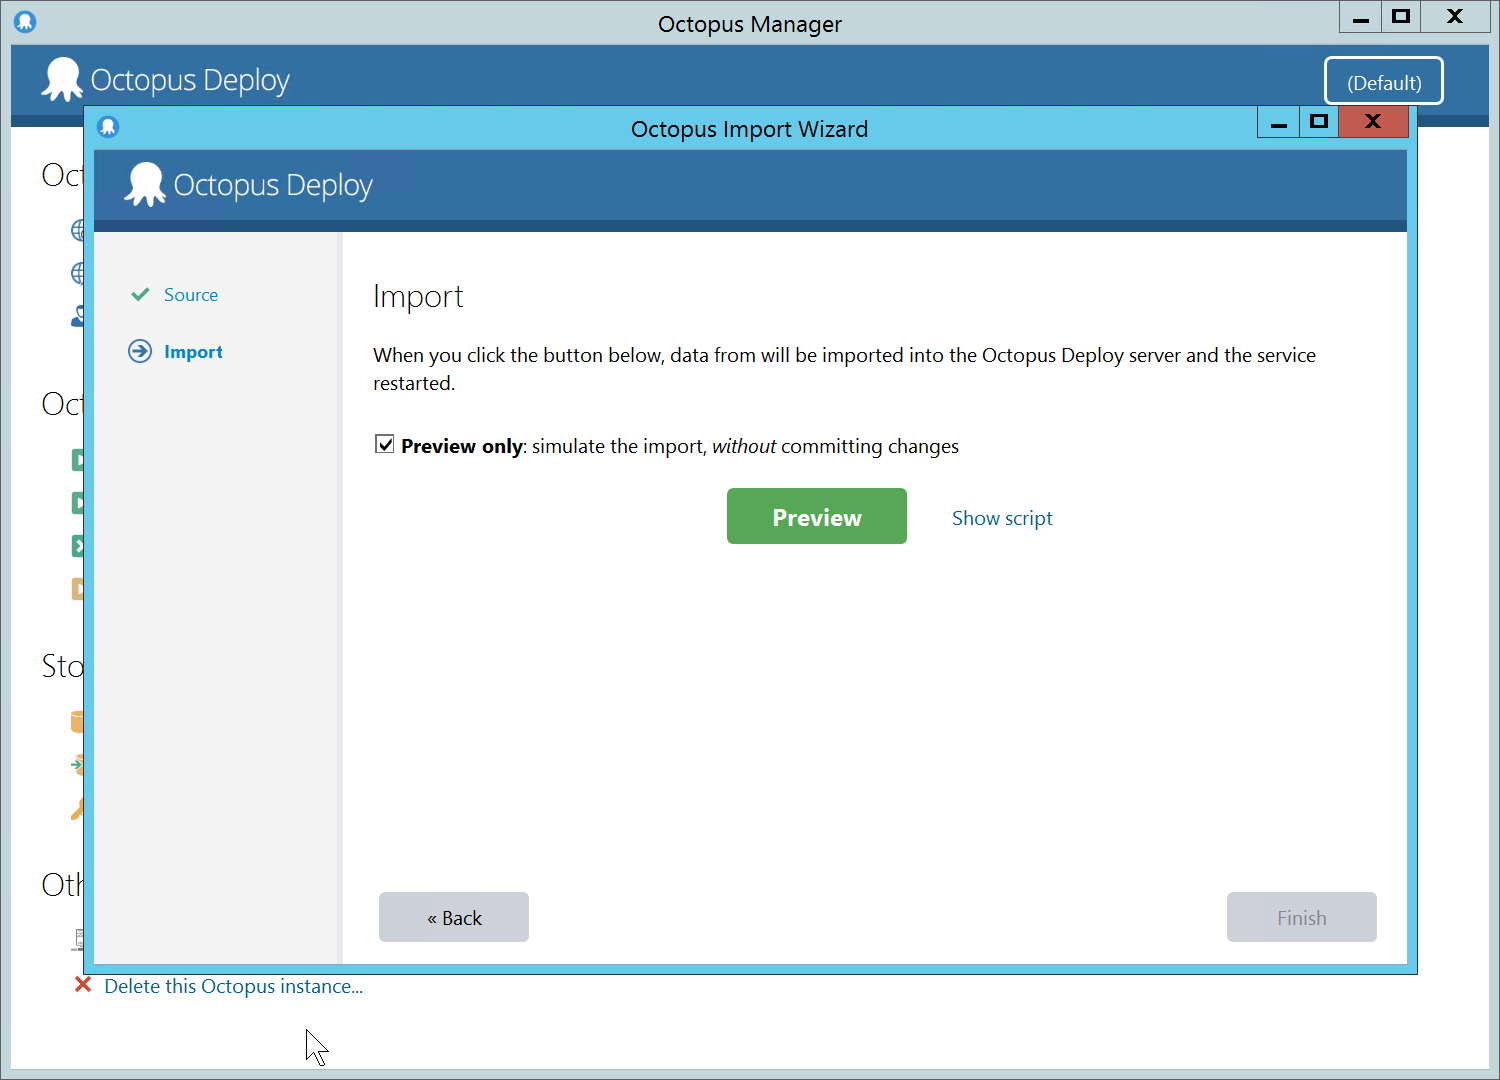 Octopus Manager
Octopus Deploy
(Default)
Octopus Import Wizard
Octopus Deploy
Source
Import
Import
When you click the button below, data from will be imported into the Octopus Deploy server and the service
restarted.
Preview only: simulate the import, without committing changes
Preview
Show script
« Back
Finish
Oct
Oct
Sto
Oth
Delete this Octopus instance...